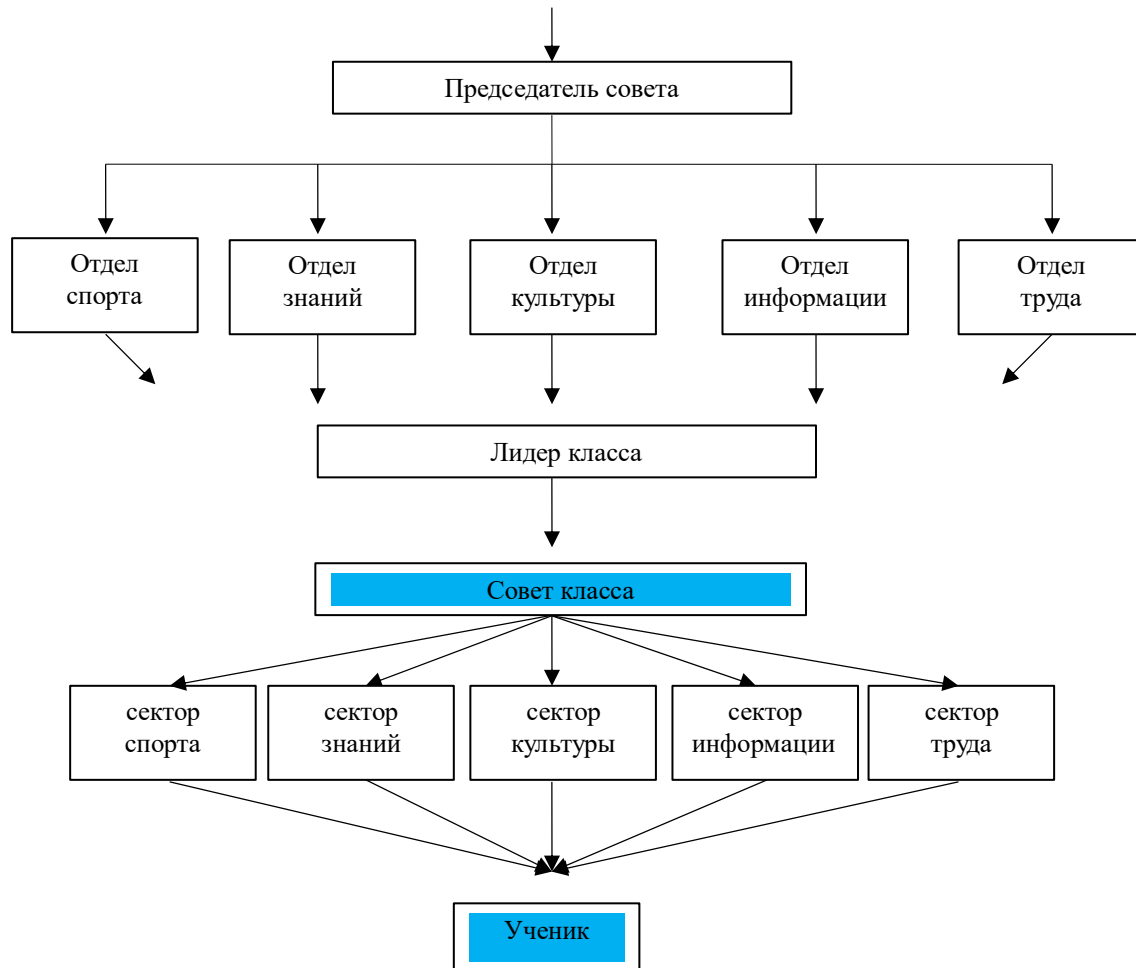 Председатель совета
Отдел
спорта
Отдел
знаний
Отдел
культуры
Отдел
информации
Отдел
труда
Лидер класса
Совет класса
сектор
спорта
сектор
знаний
сектор
культуры
сектор
информации
сектор
труда
Ученик